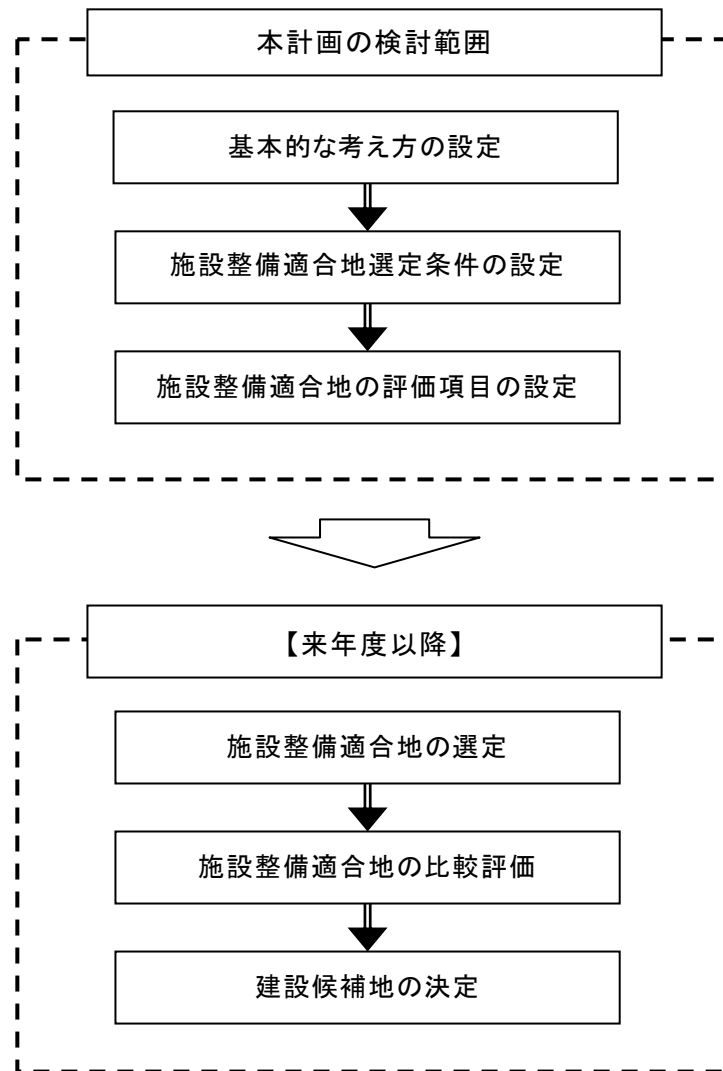 本計画の検討範囲
基本的な考え方の設定
施設整備適合地選定条件の設定
施設整備適合地の評価項目の設定
【来年度以降】
施設整備適合地の選定
施設整備適合地の比較評価
建設候補地の決定